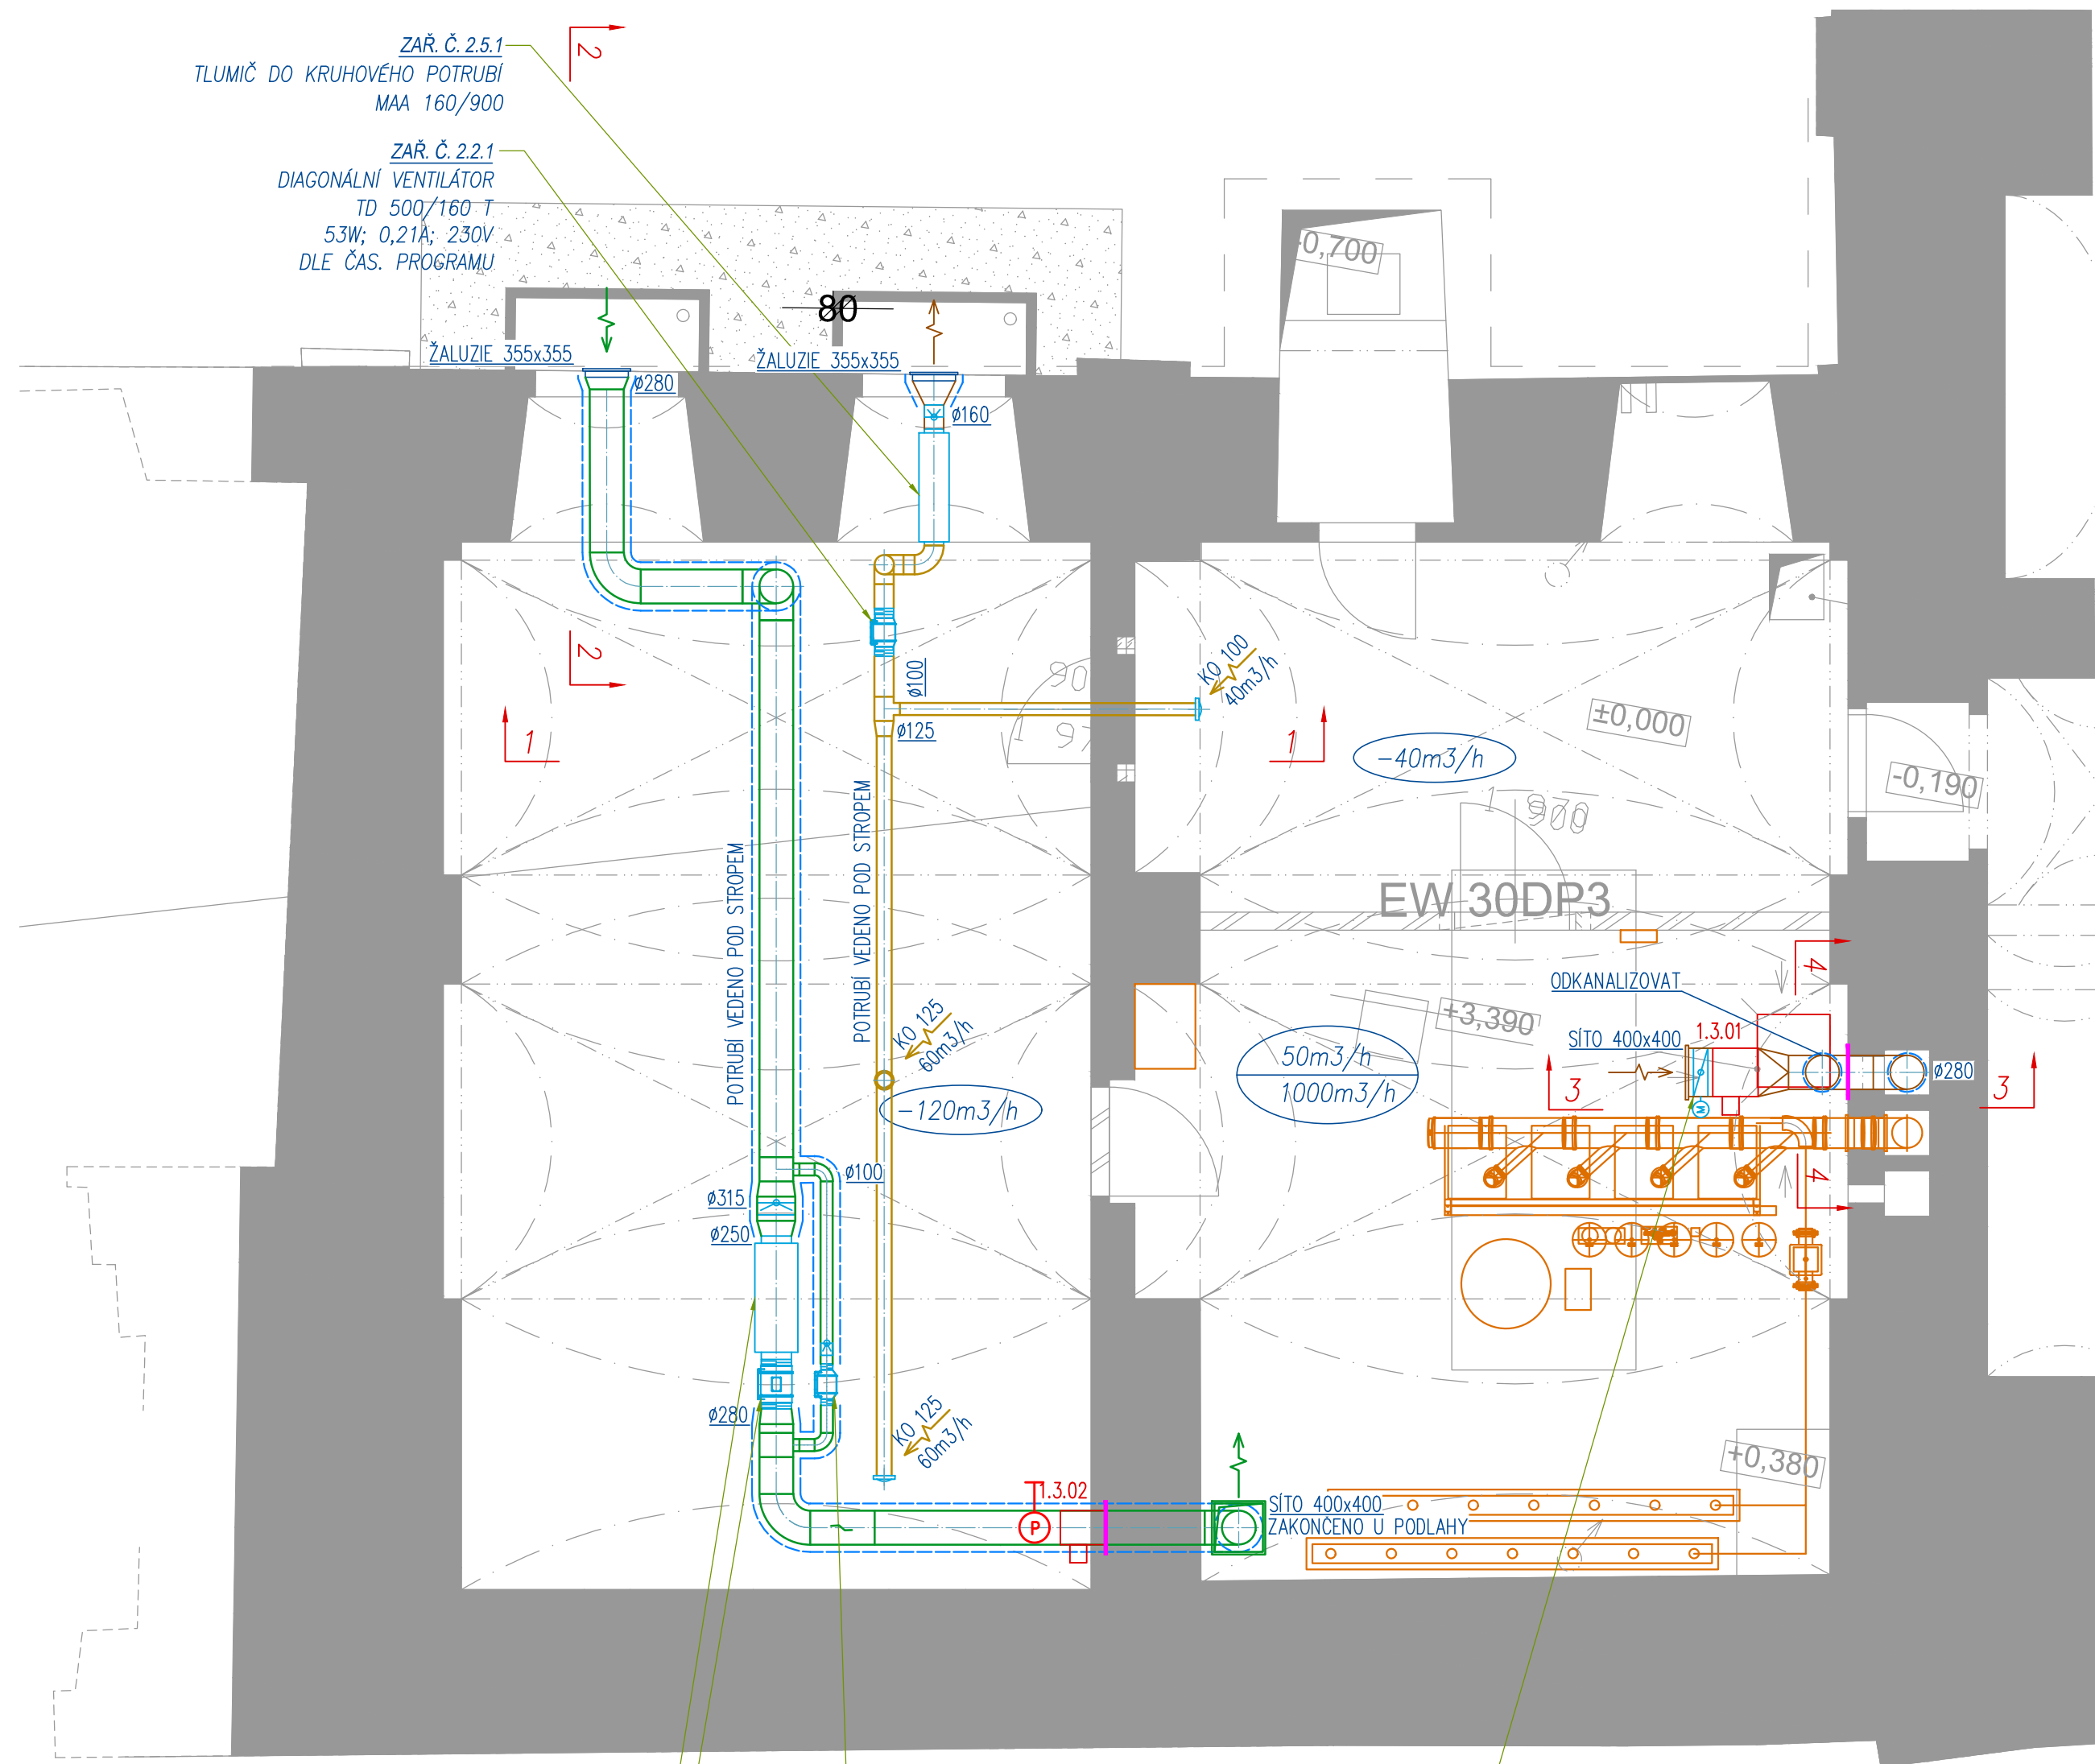 ZAŘ. Č. 2.5.1
TLUMIČ DO KRUHOVÉHO POTRUBÍ
MAA 160/900
ZAŘ. Č. 2.2.1
DIAGONÁLNÍ VENTILÁTOR
TD 500/160 T
53W; 0,21A; 230V
DLE ČAS. PROGRAMU
2
-0,700
80
ŽALUZIE 355x355
ŽALUZIE 355x355
ø280
ø160
2
KO 100
40m3/h
ø100
90
ø125
1
1
±0,000
-40m3/h
-0,190
1 970
900
EW 30DP3
POTRUBÍ VEDENO POD STROPEM
POTRUBÍ VEDENO POD STROPEM
4
ODKANALIZOVAT
+3,390
KO 125
60m3/h
SÍTO 400x400
1.3.01
50m3/h
1000m3/h
ø280
3
3
-120m3/h
ø100
4
ø315
ø250
M
ø280
KO 125
60m3/h
+0,380
1.3.02
P
SÍTO 400x400
ZAKONČENO U PODLAHY